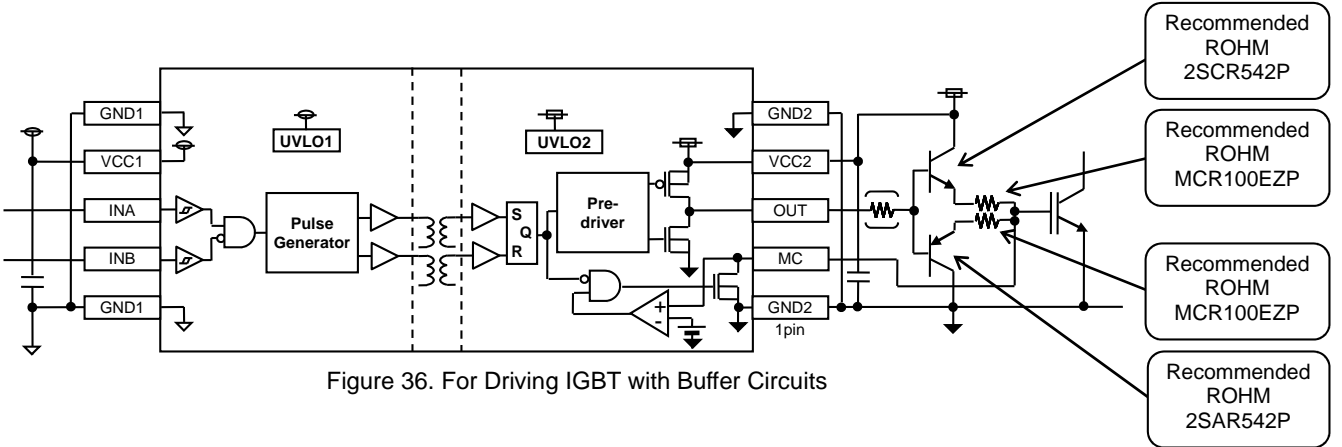 Recommended
ROHM
2SCR542P
Recommended
ROHM
MCR100EZP
Recommended
ROHM
MCR100EZP
Recommended
ROHM
2SAR542P
GND1
VCC1
INA
INB
GND1
UVLO1
Pulse
Generator
UVLO2
S
Q
R
Pre-
driver
+
-
GND2
VCC2
OUT
MC
GND2
1pin
Figure 36. For Driving IGBT with Buffer Circuits